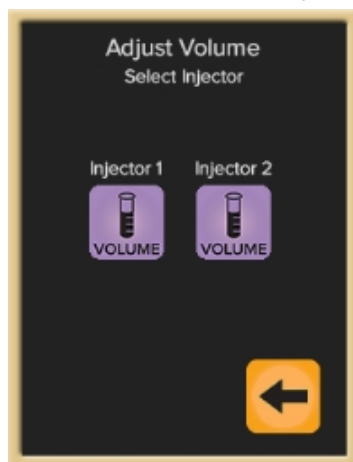 Adjust Volume
Select Injector
Injector 1 Injector 2
VOLUME VOLUME